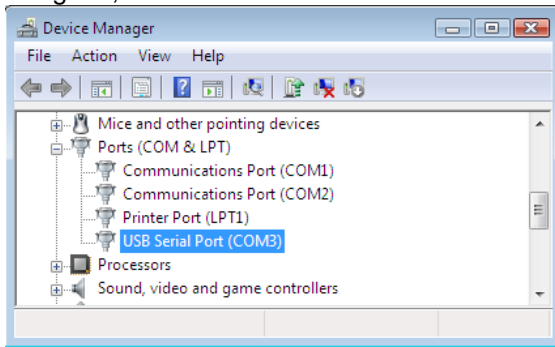 Device Manager
File Action View Help
Mice and other pointing devices
Ports (COM & LPT)
Communications Port (COM1)
Communications Port (COM2)
Printer Port (LPT1)
USB Serial Port (COM3)
Processors
Sound, video and game controllers